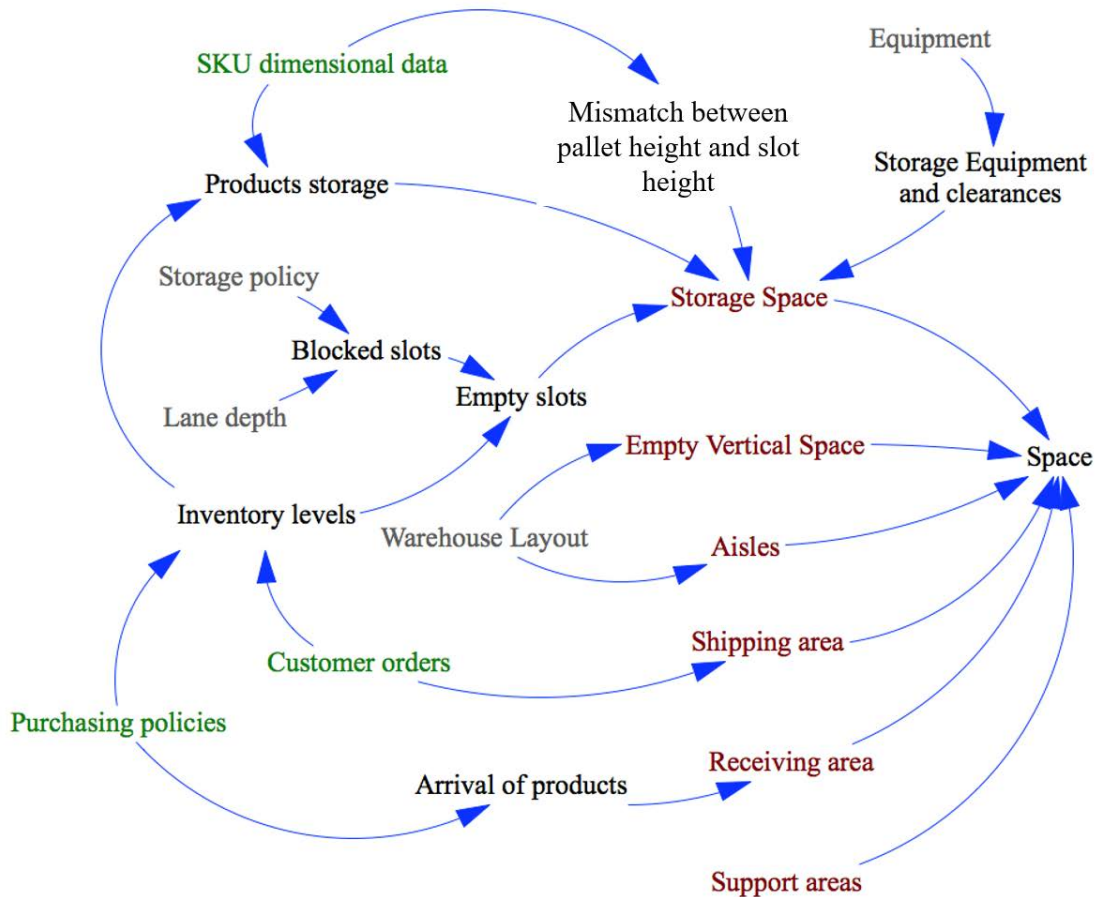 Equipment
SKU dimensional data
Mismatch between
pallet height and slot
height
Storage Equipment
and clearances
Products storage
Storage policy
Storage Space
Blocked slots
Empty slots
Lane depth
Empty Vertical Space
Space
Inventory levels
Warehouse Layout
Aisles
Shipping area
Customer orders
Purchasing policies
Receiving area
Arrival of products
Support areas